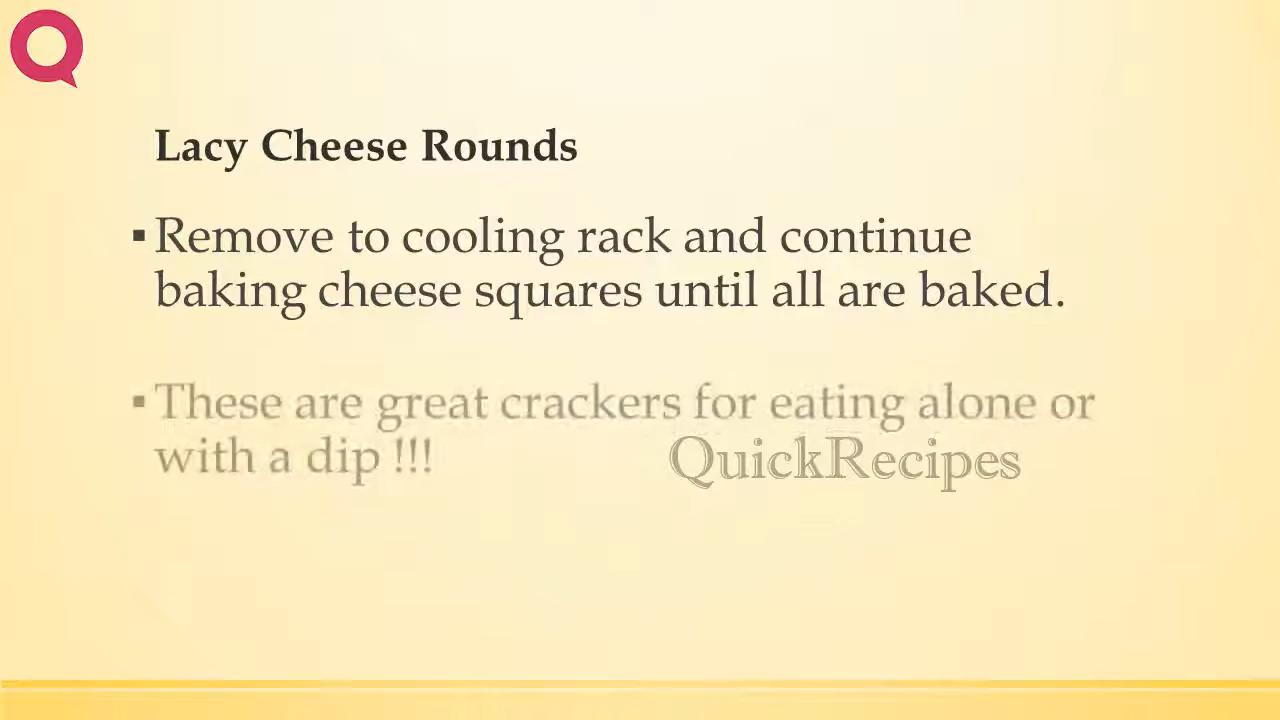 Lacy Cheese Rounds
▪ Remove to cooling rack and continue
baking cheese squares until all are baked.
▪ These are great crackers for eating alone or
with a dip !!!
QuickRecipes